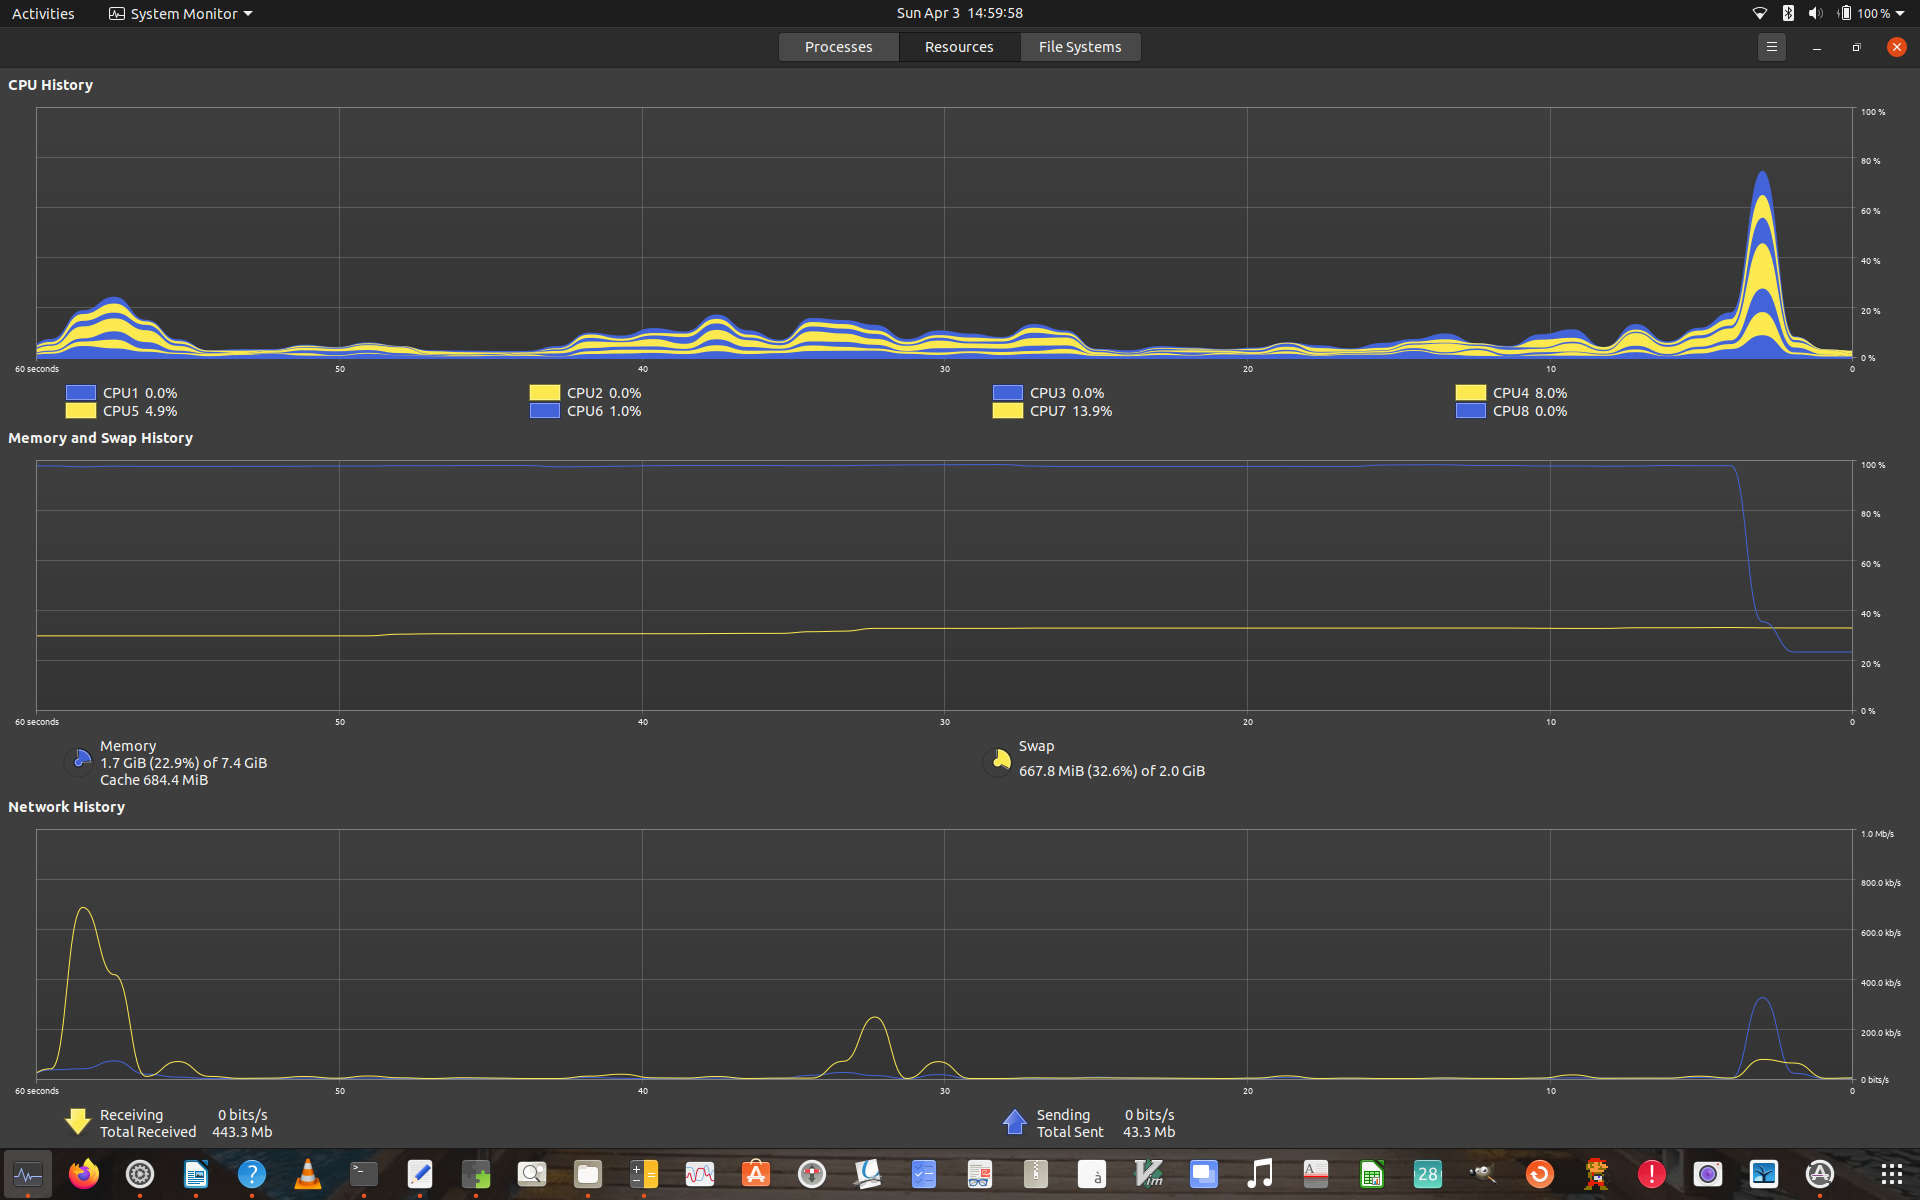 Activities System Monitor Sun Apr 3 14:59:58 100 %
Processes Resources File Systems
CPU History
100 %
80 %
60 %
40 %
20 %
0 %
60 seconds 50 40 30 20 10 0
CPU1 0.0% CPU2 0.0% CPU3 0.0% CPU4 8.0%
CPU5 4.9% CPU6 1.0% CPU7 13.9% CPU8 0.0%
Memory and Swap History
100 %
80 %
60 %
40 %
20 %
0 %
60 seconds 50 40 30 20 10 0
Memory
1.7 GiB (22.9%) of 7.4 GiB
Cache 684.4 MiB
Swap
667.8 MiB (32.6%) of 2.0 GiB
Network History
1.0 Mb/s
800.0 kb/s
600.0 kb/s
400.0 kb/s
200.0 kb/s
0 bits/s
60 seconds 50 40 30 20 10 0
Receiving 0 bits/s
Total Received 443.3 Mb
Sending 0 bits/s
Total Sent 43.3 Mb
? >_ A à Vim A 28 !